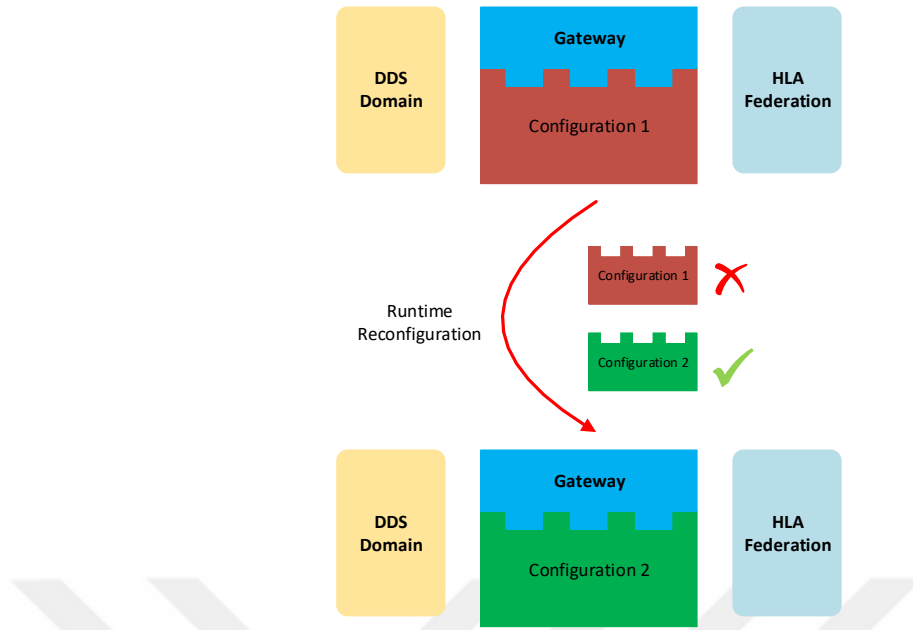 Gateway
DDS
Domain
HLA
Federation
Configuration 1
Configuration 1
Runtime
Reconfiguration
Configuration 2
Gateway
DDS
Domain
HLA
Federation
Configuration 2